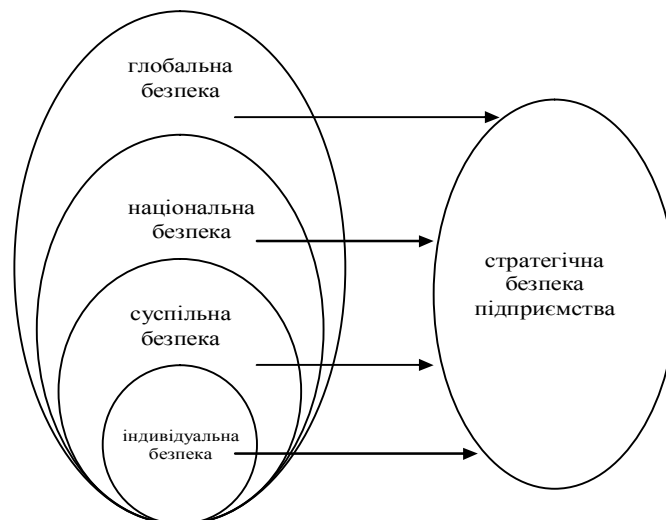 глобальна
безпека
національна
безпека
суспільна
безпека
індивідуальна
безпека
стратегічна
безпека
підприємства